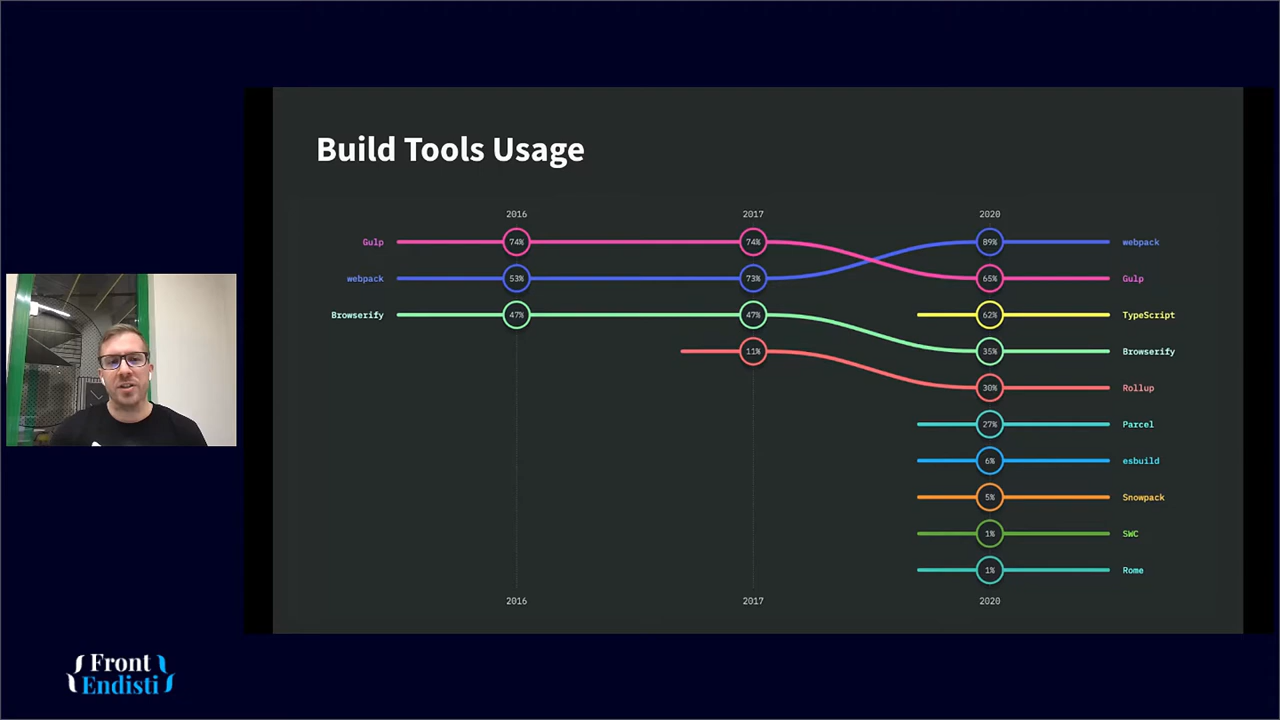 Build Tools Usage
2016 2017 2020
Gulp 74% 74% 89% webpack
webpack 53% 73% 65% Gulp
62% TypeScript
Browserify 47% 47% 35% Browserify
11% 30% Rollup
27% Parcel
6% esbuild
5% Snowpack
1% SWC
1% Rome
2016 2017 2020
Front
Endisti